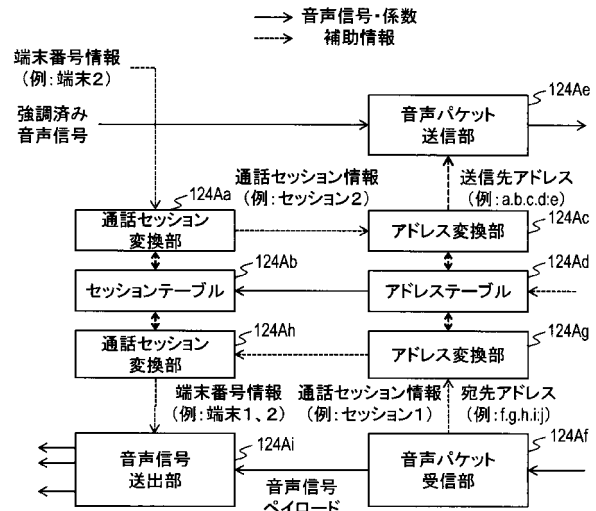 音声信号・係数
補助情報
端末番号情報
(例:端末2)
強調済み
音声信号
124Ae
音声パケット
送信部
通話セッション情報
(例:セッション2)
送信先アドレス
(例:a.b.c.d:e)
124Aa
通話セッション
変換部
124Ac
アドレス変換部
124Ab
セッションテーブル
124Ad
アドレステーブル
124Ah
通話セッション
変換部
124Ag
アドレス変換部
端末番号情報
(例:端末1、2)
通話セッション情報
(例:セッション1)
宛先アドレス
(例:f.g.h.i:j)
124Ai
音声信号
送出部
124Af
音声パケット
受信部
音声信号
ペイロード